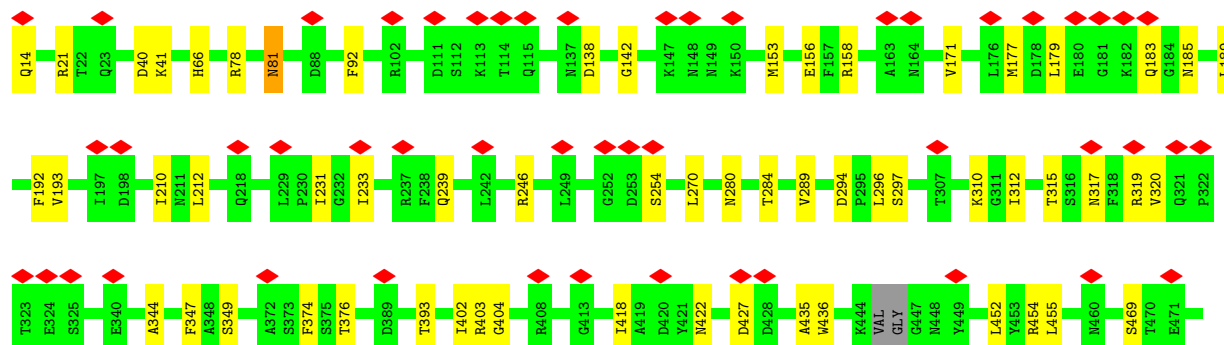 Q14 R21 T22 Q23 D40 K41 H66 R78 N81 D88 F92 R102 D111 S112 K113 T114 Q115 N137 D138 G142 K147 N148 N149 K150 M153 E156 F157 R158 A163 N164 V171 L176 M177 D178 L179 E180 G181 K182 Q183 G184 N185 L189
F192 V193 I197 D198 I210 N211 L212 Q218 L229 P230 I231 G232 I233 R237 F238 Q239 L242 R246 L249 G252 D253 S254 L270 N280 T284 V289 D294 P295 L296 S297 T307 K310 G311 I312 T315 S316 N317 F318 R319 V320 Q321 P322
T323 E324 S325 E340 A344 F347 A348 S349 A372 S373 F374 S375 T376 D389 T393 I402 R403 G404 R408 G413 I418 A419 D420 Y421 N422 D427 D428 A435 W436 K444 VAL GLY G447 N448 Y449 L452 Y453 R454 L455 N460 S469 T470 E471